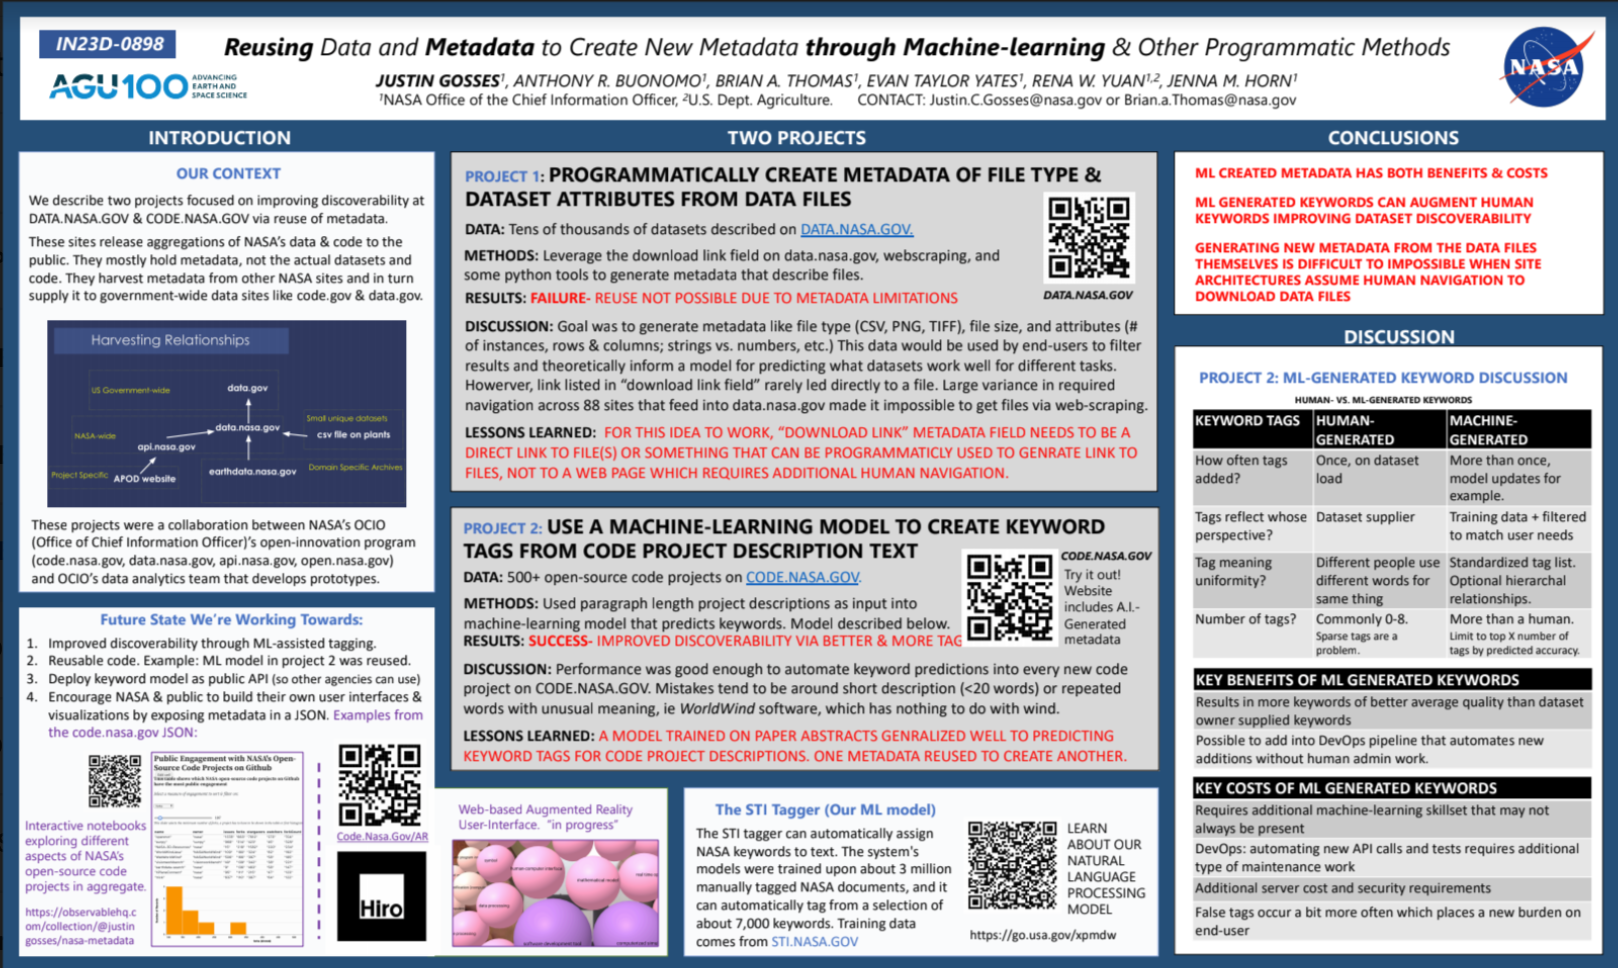 IN23D-0898
AGU100 ADVANCING
EARTH AND
SPACE SCIENCE
Reusing Data and Metadata to Create New Metadata through Machine-learning & Other Programmatic Methods
JUSTIN GOSSES¹, ANTHONY R. BUONOMO¹, BRIAN A. THOMAS¹, EVAN TAYLOR YATES¹, RENA W. YUAN¹,², JENNA M. HORN¹
¹NASA Office of the Chief Information Officer, ²U.S. Dept. Agriculture. CONTACT: Justin.C.Gosses@nasa.gov or Brian.a.Thomas@nasa.gov
NASA
INTRODUCTION
OUR CONTEXT
We describe two projects focused on improving discoverability at
DATA.NASA.GOV & CODE.NASA.GOV via reuse of metadata.
These sites release aggregations of NASA's data & code to the
public. They mostly hold metadata, not the actual datasets and
code. They harvest metadata from other NASA sites and in turn
supply it to government-wide data sites like code.gov & data.gov.
Harvesting Relationships
US Government-wide
data.gov
Small unique datasets
NASA-wide
data.nasa.gov
csv file on plants
api.nasa.gov
Project Specific
APOD website
earthdata.nasa.gov
Domain Specific Archives
These projects were a collaboration between NASA's OCIO
(Office of Chief Information Officer)'s open-innovation program
(code.nasa.gov, data.nasa.gov, api.nasa.gov, open.nasa.gov)
and OCIO's data analytics team that develops prototypes.
Future State We're Working Towards:
1. Improved discoverability through ML-assisted tagging.
2. Reusable code. Example: ML model in project 2 was reused.
3. Deploy keyword model as public API (so other agencies can use)
4. Encourage NASA & public to build their own user interfaces &
visualizations by exposing metadata in a JSON. Examples from
the code.nasa.gov JSON:
Interactive notebooks
exploring different
aspects of NASA's
open-source code
projects in aggregate.
https://observablehq.c
om/collection/@justin
gosses/nasa-metadata
Public Engagement with NASA's Open-
Source Code Projects on Github
Code.Nasa.Gov/AR
Hiro
Web-based Augmented Reality
User-Interface. "in progress"
TWO PROJECTS
PROJECT 1: PROGRAMMATICALLY CREATE METADATA OF FILE TYPE &
DATASET ATTRIBUTES FROM DATA FILES
DATA: Tens of thousands of datasets described on DATA.NASA.GOV.
METHODS: Leverage the download link field on data.nasa.gov, webscraping, and
some python tools to generate metadata that describe files.
RESULTS: FAILURE- REUSE NOT POSSIBLE DUE TO METADATA LIMITATIONS
DATA.NASA.GOV
DISCUSSION: Goal was to generate metadata like file type (CSV, PNG, TIFF), file size, and attributes (#
of instances, rows & columns; strings vs. numbers, etc.) This data would be used by end-users to filter
results and theoretically inform a model for predicting what datasets work well for different tasks.
However, link listed in "download link field" rarely led directly to a file. Large variance in required
navigation across 88 sites that feed into data.nasa.gov made it impossible to get files via web-scraping.
LESSONS LEARNED: FOR THIS IDEA TO WORK, "DOWNLOAD LINK" METADATA FIELD NEEDS TO BE A
DIRECT LINK TO FILE(S) OR SOMETHING THAT CAN BE PROGRAMMATICLY USED TO GENRATE LINK TO
FILES, NOT TO A WEB PAGE WHICH REQUIRES ADDITIONAL HUMAN NAVIGATION.
PROJECT 2: USE A MACHINE-LEARNING MODEL TO CREATE KEYWORD
TAGS FROM CODE PROJECT DESCRIPTION TEXT
DATA: 500+ open-source code projects on CODE.NASA.GOV.
METHODS: Used paragraph length project descriptions as input into
machine-learning model that predicts keywords. Model described below.
RESULTS: SUCCESS- IMPROVED DISCOVERABILITY VIA BETTER & MORE TAG
CODE.NASA.GOV
Try it out!
Website
includes A.I.-
Generated
metadata
DISCUSSION: Performance was good enough to automate keyword predictions into every new code
project on CODE.NASA.GOV. Mistakes tend to be around short description (<20 words) or repeated
words with unusual meaning, ie WorldWind software, which has nothing to do with wind.
LESSONS LEARNED: A MODEL TRAINED ON PAPER ABSTRACTS GENRALIZED WELL TO PREDICTING
KEYWORD TAGS FOR CODE PROJECT DESCRIPTIONS. ONE METADATA REUSED TO CREATE ANOTHER.
The STI Tagger (Our ML model)
The STI tagger can automatically assign
NASA keywords to text. The system's
models were trained upon about 3 million
manually tagged NASA documents, and it
can automatically tag from a selection of
about 7,000 keywords. Training data
comes from STI.NASA.GOV
LEARN
ABOUT OUR
NATURAL
LANGUAGE
PROCESSING
MODEL
https://go.usa.gov/xpmdw
CONCLUSIONS
ML CREATED METADATA HAS BOTH BENEFITS & COSTS
ML GENERATED KEYWORDS CAN AUGMENT HUMAN
KEYWORDS IMPROVING DATASET DISCOVERABILITY
GENERATING NEW METADATA FROM THE DATA FILES
THEMSELVES IS DIFFICULT TO IMPOSSIBLE WHEN SITE
ARCHITECTURES ASSUME HUMAN NAVIGATION TO
DOWNLOAD DATA FILES
DISCUSSION
PROJECT 2: ML-GENERATED KEYWORD DISCUSSION
HUMAN- VS. ML-GENERATED KEYWORDS
KEYWORD TAGS HUMAN- MACHINE-
GENERATED GENERATED
How often tags Once, on dataset More than once,
added? load model updates for
example.
Tags reflect whose Dataset supplier Training data + filtered
perspective? to match user needs
Tag meaning Different people use Standardized tag list.
uniformity? different words for Optional hierarchal
same thing relationships.
Number of tags? Commonly 0-8. More than a human.
Sparse tags are a Limit to top X number of
problem. tags by predicted accuracy.
KEY BENEFITS OF ML GENERATED KEYWORDS
Results in more keywords of better average quality than dataset
owner supplied keywords
Possible to add into DevOps pipeline that automates new
additions without human admin work.
KEY COSTS OF ML GENERATED KEYWORDS
Requires additional machine-learning skillset that may not
always be present
DevOps: automating new API calls and tests requires additional
type of maintenance work
Additional server cost and security requirements
False tags occur a bit more often which places a new burden on
end-user